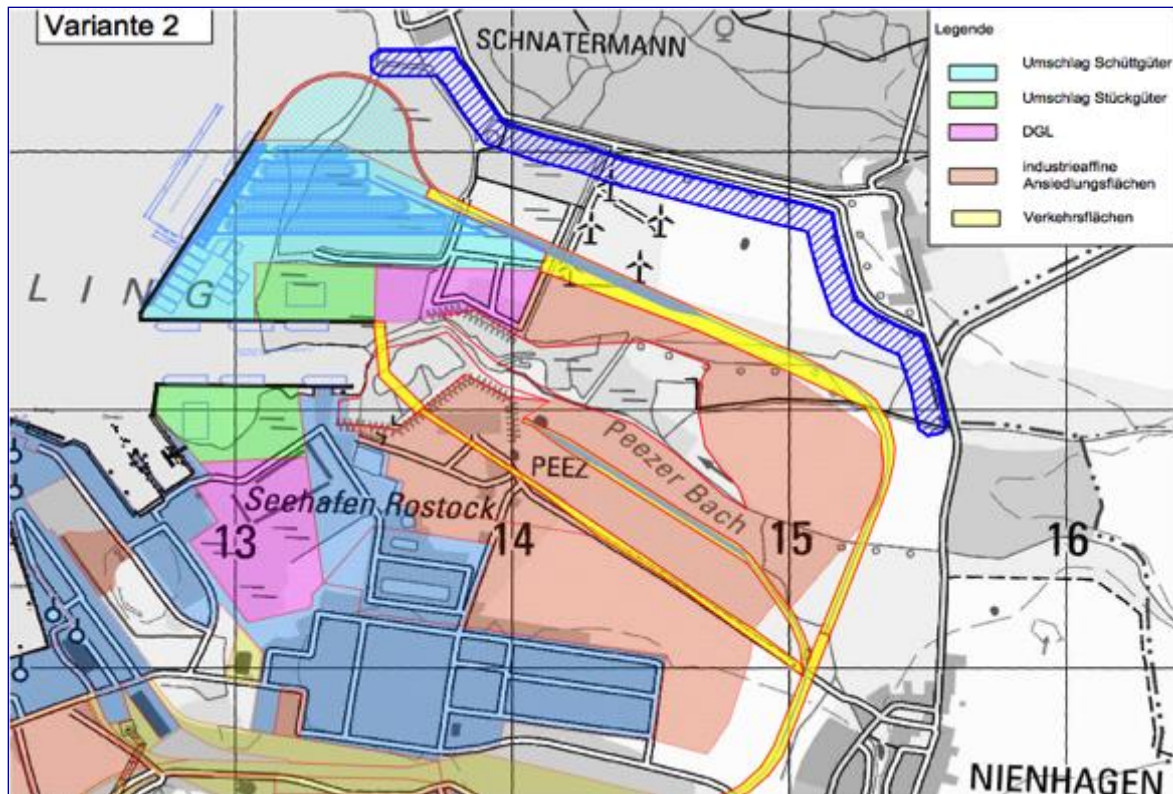 Variante 2
SCHNATERMANN
Legende
Umschlag Schüttgüter
Umschlag Stückgüter
DGL
industrieaffine
Ansiedlungsflächen
Verkehrsflächen
LING
PEEZ
Peezer Bach
Seehafen Rostock
13
14
15
16
NIENHAGEN